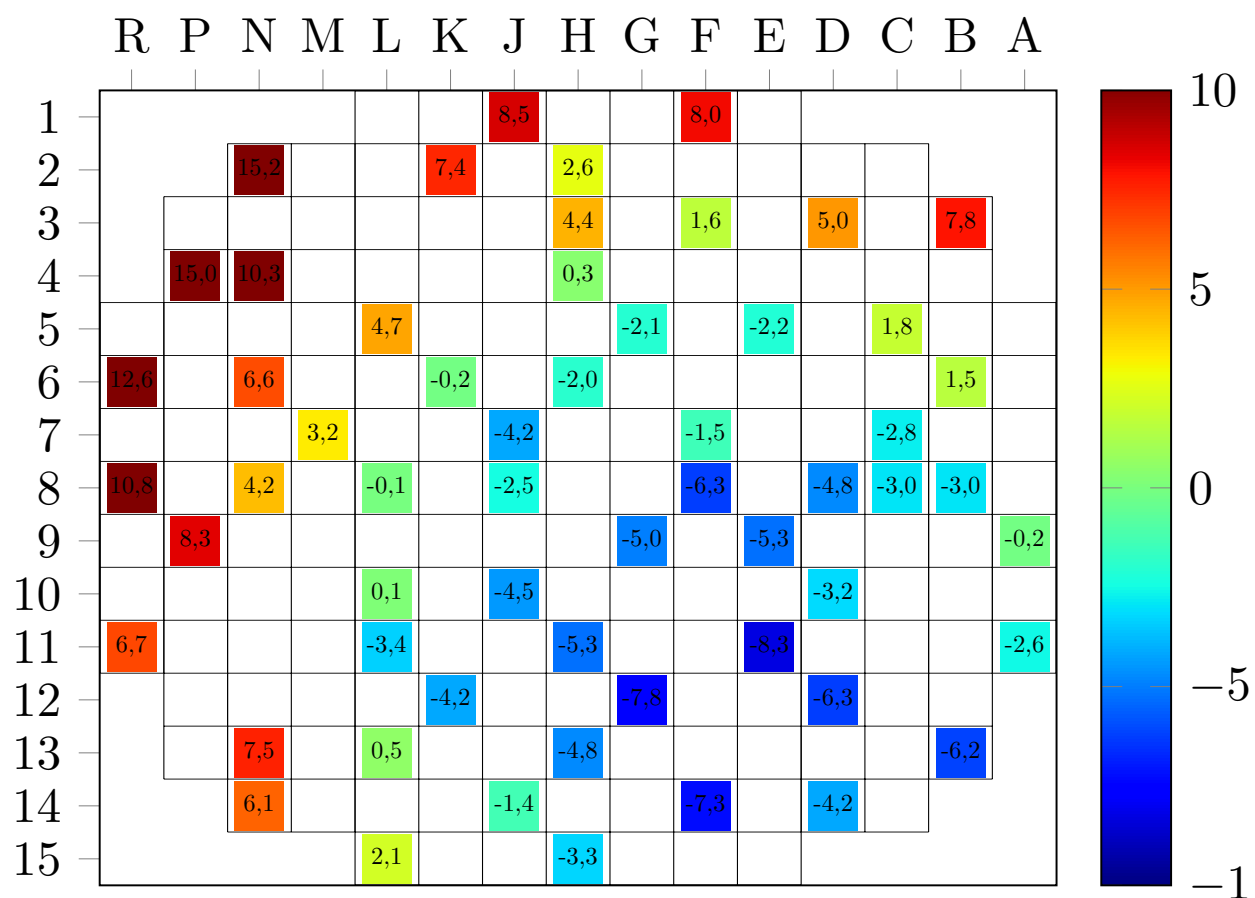 R P N M L K J H G F E D C B A
1 8,5 8,0 10
2 15,2 7,4 2,6
3 4,4 1,6 5,0 7,8
4 15,0 10,3 0,3 5
5 4,7 -2,1 -2,2 1,8
6 12,6 6,6 -0,2 -2,0 1,5
7 3,2 -4,2 -1,5 -2,8
8 10,8 4,2 -0,1 -2,5 -6,3 -4,8 -3,0 -3,0 0
9 8,3 -5,0 -5,3 -0,2
10 0,1 -4,5 -3,2
11 6,7 -3,4 -5,3 -8,3 -2,6
12 -4,2 -7,8 -6,3 −5
13 7,5 0,5 -4,8 -6,2
14 6,1 -1,4 -7,3 -4,2
15 2,1 -3,3 −1